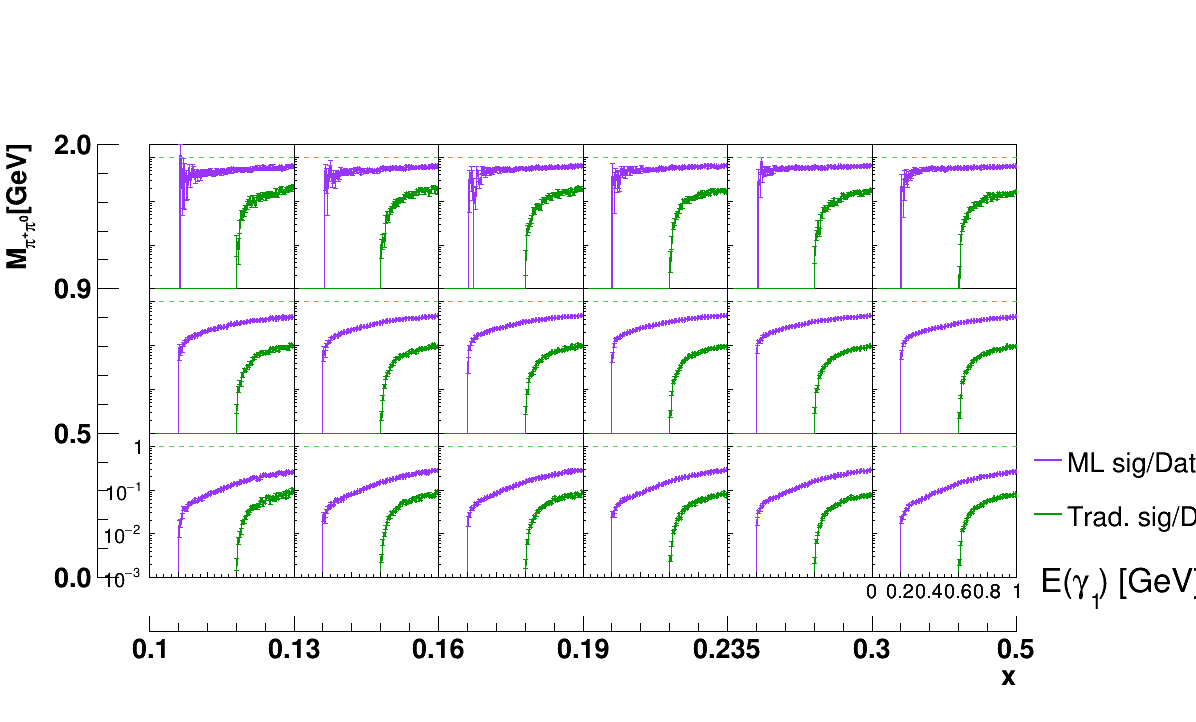 2.0
M_{π⁺π⁰}[GeV]
0.9
0.5
1
10⁻¹
10⁻²
0.0
10⁻³
ML sig/Dat
Trad. sig/D
0 0.20.40.60.8 1
E(γ₁) [GeV]
0.1 0.13 0.16 0.19 0.235 0.3 0.5
x